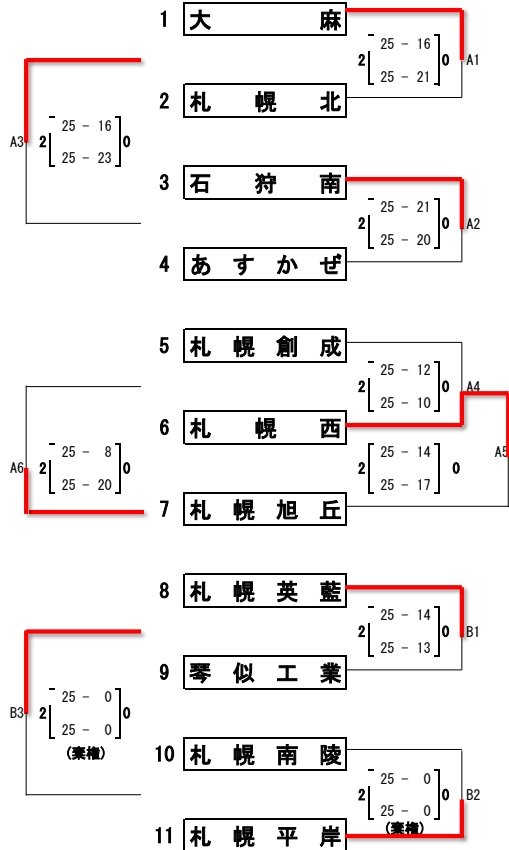 1 大 麻
25 - 16
2 0 A1
25 - 21
2 札 幌 北
25 - 16
A3 2 0
25 - 23
3 石 狩 南
25 - 21
2 0 A2
25 - 20
4 あ す か ぜ
5 札 幌 創 成
25 - 12
2 0 A4
25 - 10
6 札 幌 西
25 - 14
2 0 A5
25 - 17
25 - 8
A6 2 0
25 - 20
7 札 幌 旭 丘
8 札 幌 英 藍
25 - 14
2 0 B1
25 - 13
9 琴 似 工 業
25 - 0
B3 2 0
25 - 0
(棄権)
10 札 幌 南 陵
25 - 0
2 0 B2
25 - 0
(棄権)
11 札 幌 平 岸